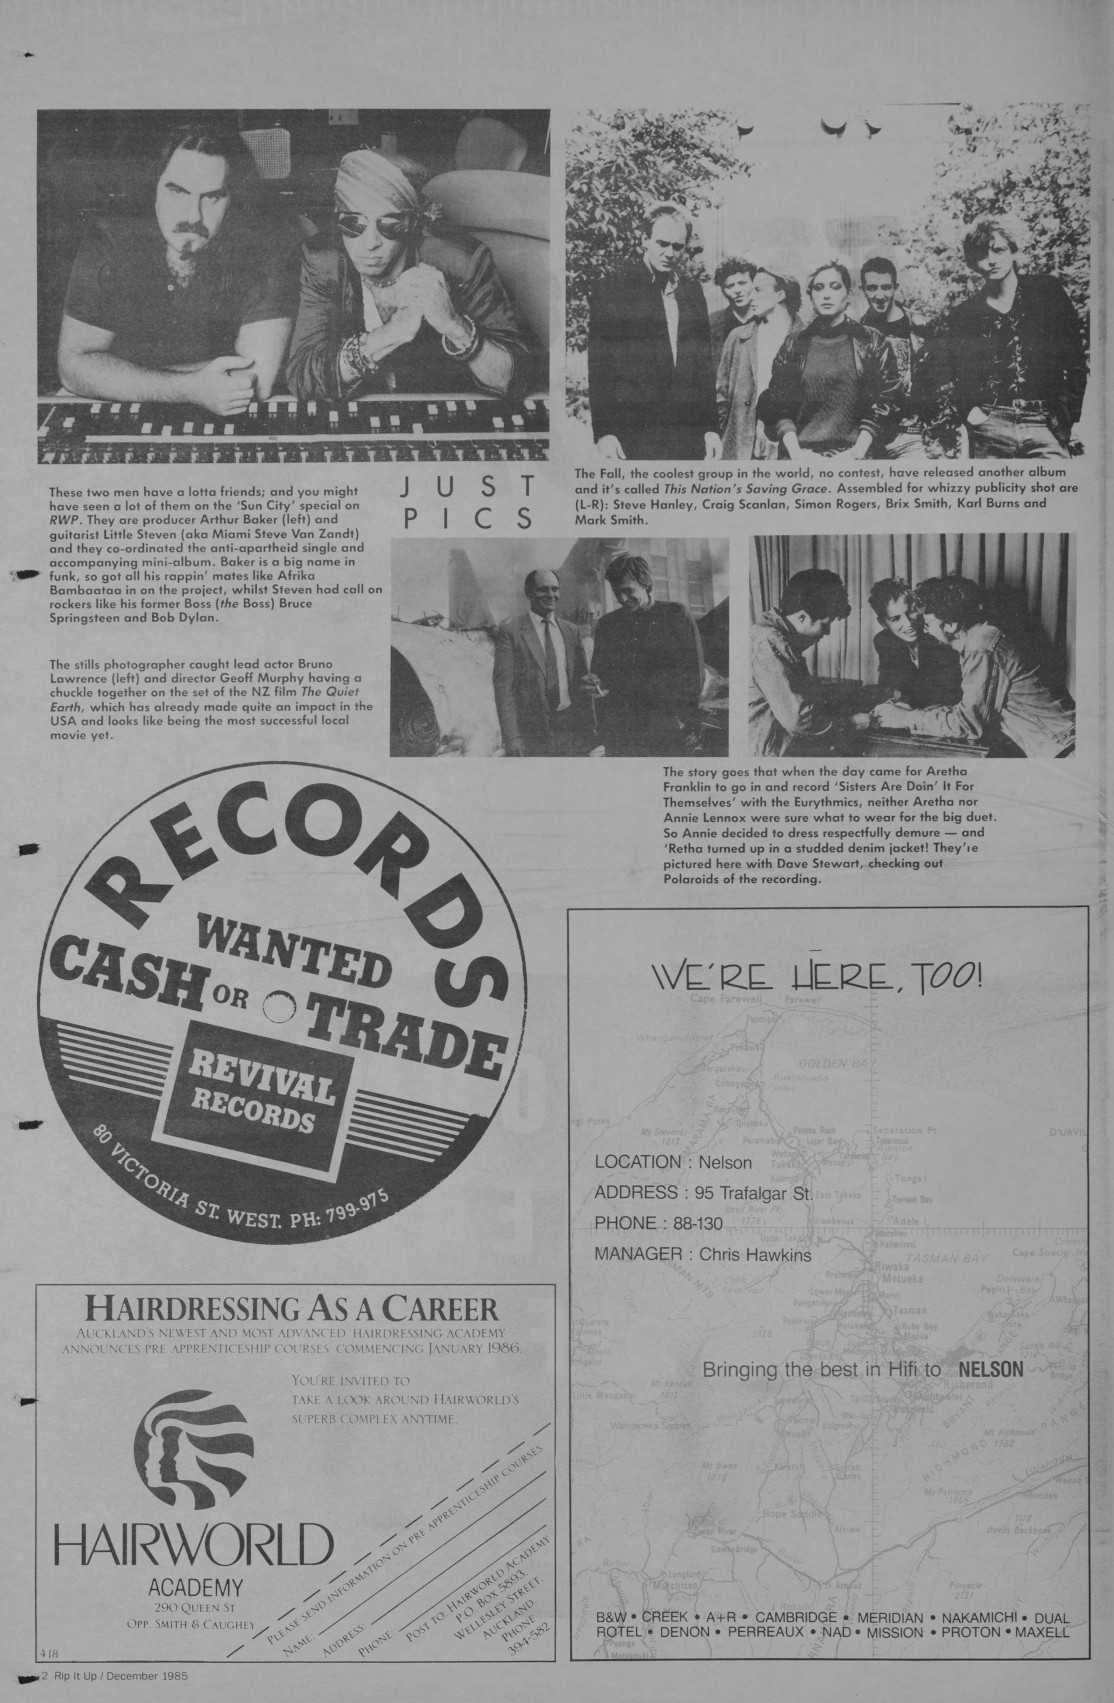 These two men have a lotta friends; and you might
have seen a lot of them on the 'Sun City' special on
RWP. They are producer Arthur Baker (left) and
guitarist Little Steven (aka Miami Steve Van Zandt)
and they co-ordinated the anti-apartheid single and
accompanying mini-album. Baker is a big name in
funk, so got all his rappin' mates like Afrika
Bambaataa in on the project, whilst Steven had call on
rockers like his former Boss (the Boss) Bruce
Springsteen and Bob Dylan.
JUST
PICS
The Fall, the coolest group in the world, no contest, have released another album
and it's called This Nation's Saving Grace. Assembled for whizzy publicity shot are
(L-R): Steve Hanley, Craig Scanlan, Simon Rogers, Brix Smith, Karl Burns and
Mark Smith.
The stills photographer caught lead actor Bruno
Lawrence (left) and director Geoff Murphy having a
chuckle together on the set of the NZ film The Quiet
Earth, which has already made quite an impact in the
USA and looks like being the most successful local
movie yet.
The story goes that when the day came for Aretha
Franklin to go in and record 'Sisters Are Doin' It For
Themselves' with the Eurythmics, neither Aretha nor
Annie Lennox were sure what to wear for the big duet.
So Annie decided to dress respectfully demure — and
'Retha turned up in a studded denim jacket! They're
pictured here with Dave Stewart, checking out
Polaroids of the recording.
RECORDS
WANTED
CASH OR TRADE
REVIVAL
RECORDS
80 VICTORIA ST. WEST. PH: 799-975
HAIRDRESSING AS A CAREER
AUCKLAND'S NEWEST AND MOST ADVANCED HAIRDRESSING ACADEMY
ANNOUNCES PRE APPRENTICESHIP COURSES COMMENCING JANUARY 1986.
YOU'RE INVITED TO
TAKE A LOOK AROUND HAIRWORLD'S
SUPERB COMPLEX ANYTIME.
HAIRWORLD
ACADEMY
290 QUEEN ST
OPP. SMITH & CAUGHEY
PLEASE SEND INFORMATION ON PRE APPRENTICESHIP COURSES
NAME:
ADDRESS:
PHONE:
POST TO: HAIRWORLD ACADEMY
P.O. BOX 5893,
WELLESLEY STREET,
AUCKLAND.
PHONE
394-582
418
WE'RE HERE, TOO!
Cape Farewell
GOLDEN BAY
Separation Pt
LOCATION : Nelson
ADDRESS : 95 Trafalgar St.
PHONE : 88-130
MANAGER : Chris Hawkins
TASMAN BAY
Riwaka
Motueka
Tasman
Bringing the best in Hifi to NELSON
Richmond
B&W • CREEK • A+R • CAMBRIDGE • MERIDIAN • NAKAMICHI • DUAL
ROTEL • DENON • PERREAUX • NAD • MISSION • PROTON • MAXELL
2 Rip It Up / December 1985